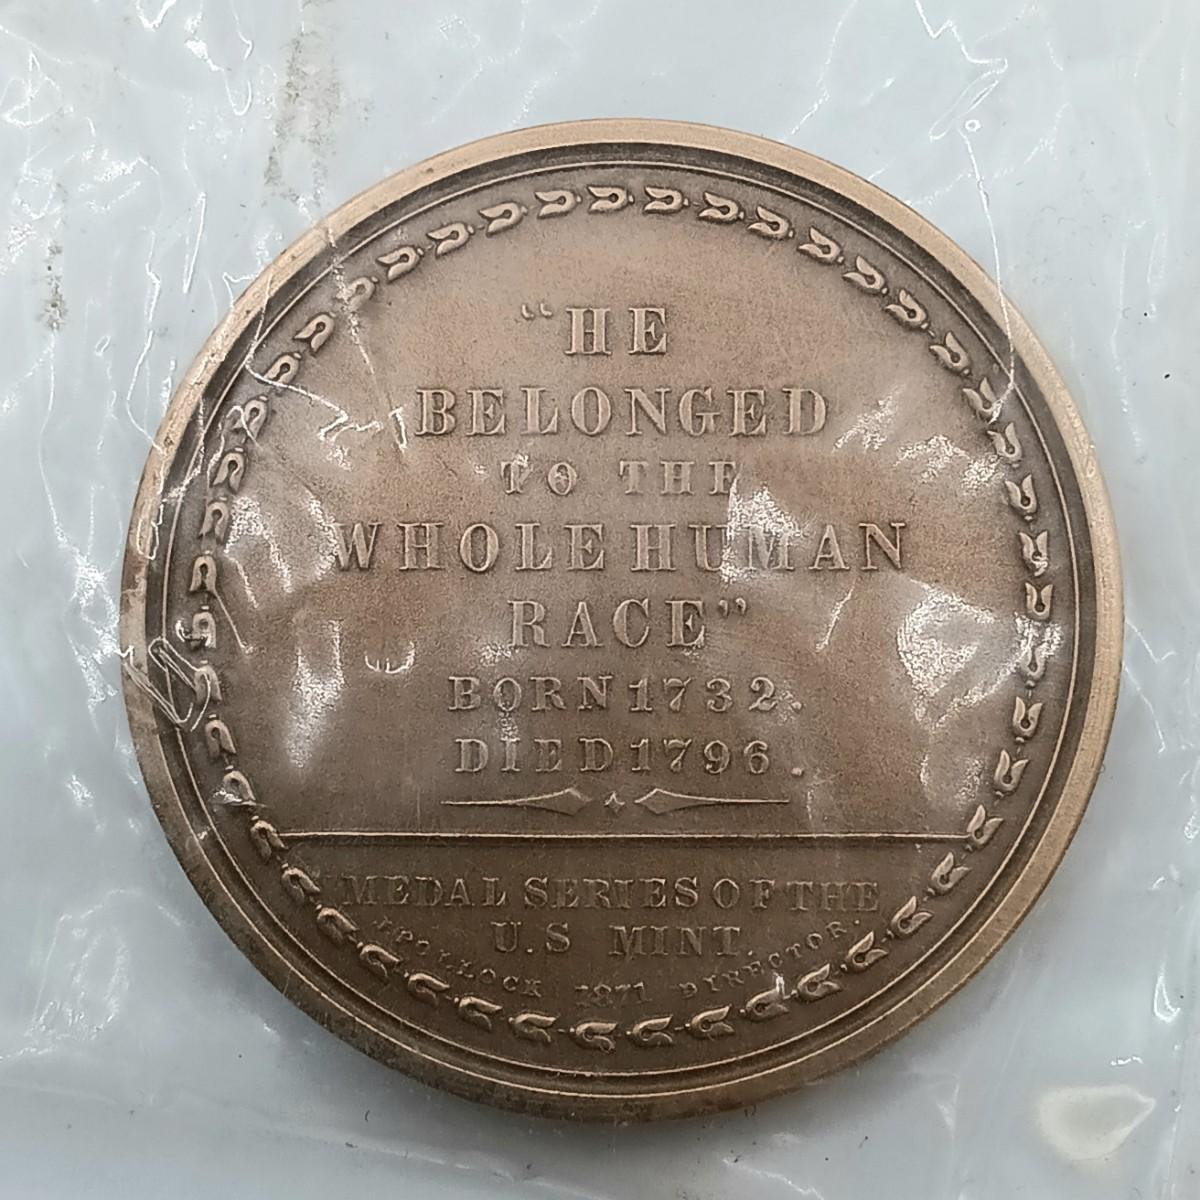 “HE
BELONGED
TO THE
WHOLE HUMAN
RACE”
BORN 1732.
DIED 1796.
MEDAL SERIES OF THE
U.S MINT.
J POLLOCK 1871 DIRECTOR.